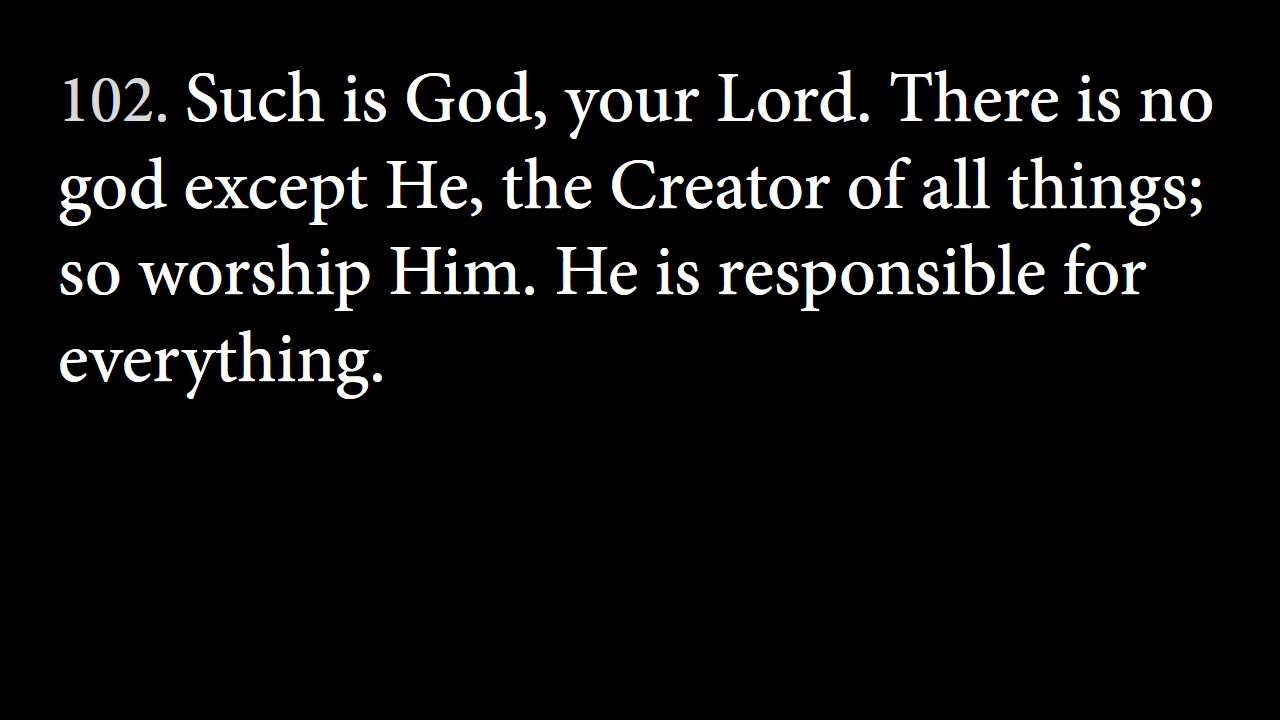 102. Such is God, your Lord. There is no
god except He, the Creator of all things;
so worship Him. He is responsible for
everything.